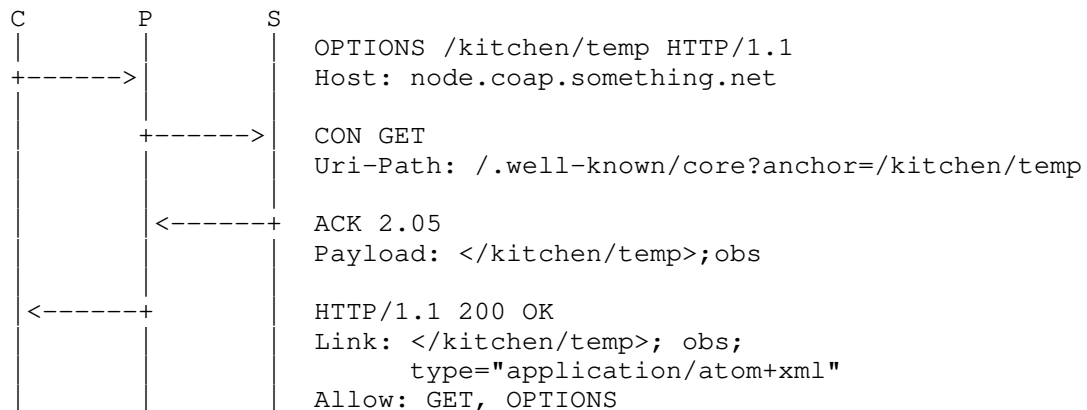 C P S
OPTIONS /kitchen/temp HTTP/1.1
Host: node.coap.something.net
CON GET
Uri-Path: /.well-known/core?anchor=/kitchen/temp
ACK 2.05
Payload: </kitchen/temp>;obs
HTTP/1.1 200 OK
Link: </kitchen/temp>; obs;
type="application/atom+xml"
Allow: GET, OPTIONS